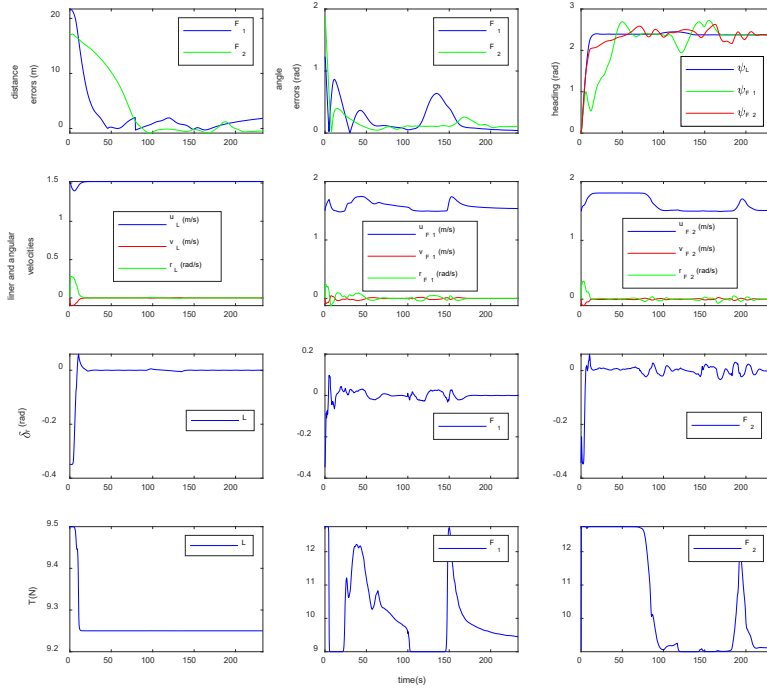 20
10
0
distance
errors (m)
F 1
F 2
0 50 100 150 200
2
1
0
angle
errors (rad)
F 1
F 2
0 50 100 150 200
3
2
1
0
heading (rad)
ψL
ψF 1
ψF 2
0 50 100 150 200
1.5
1
0.5
0
liner and angular
velocities
u L (m/s)
v L (m/s)
r L (rad/s)
0 50 100 150 200
2
1
0
u F 1 (m/s)
v F 1 (m/s)
r F 1 (rad/s)
0 50 100 150 200
2
1
0
u F 2 (m/s)
v F 2 (m/s)
r F 2 (rad/s)
0 50 100 150 200
0
-0.2
-0.4
δr (rad)
L
0 50 100 150 200
0.2
0
-0.2
-0.4
F 1
0 50 100 150 200
0
-0.2
-0.4
F 2
0 50 100 150 200
9.5
9.4
9.3
9.2
T(N)
L
0 50 100 150 200
12
11
10
9
F 1
0 50 100 150 200
time(s)
12
11
10
9
F 2
0 50 100 150 200